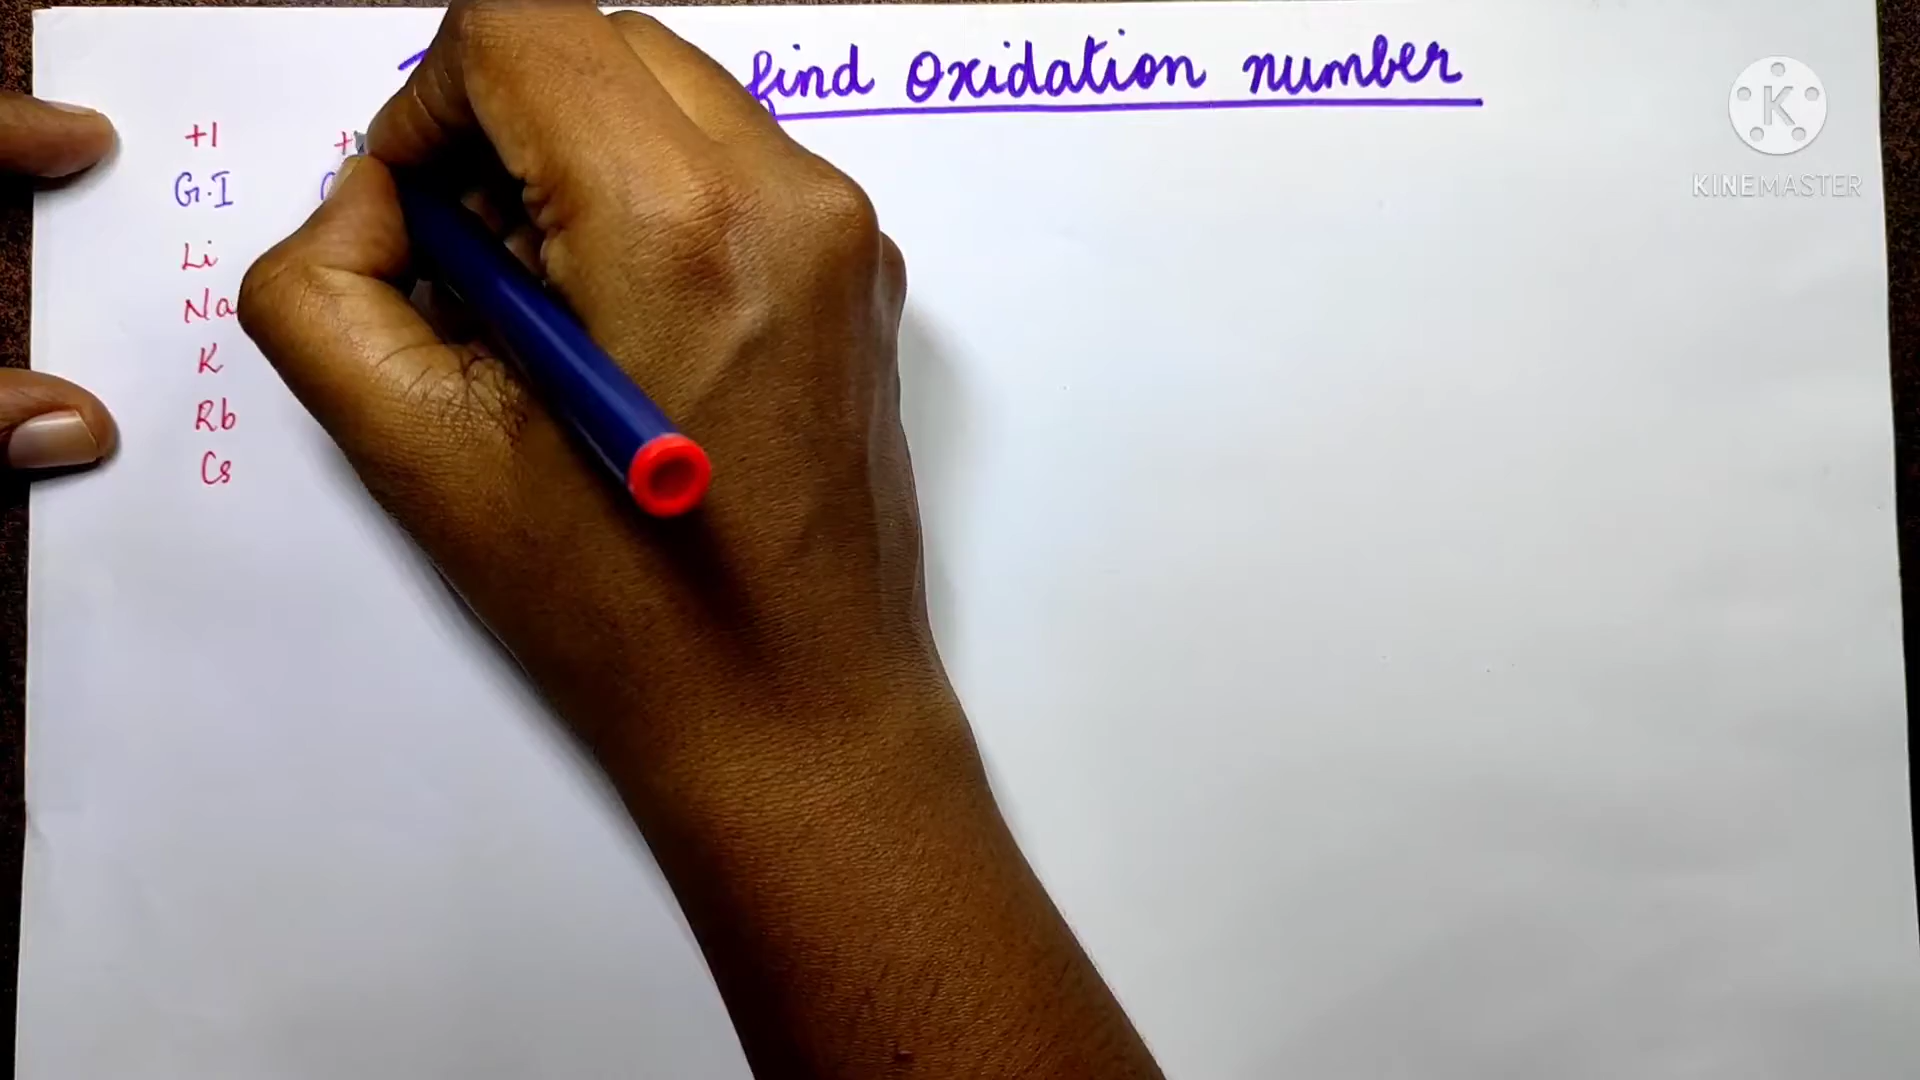 find Oxidation number
+1 +
G.I
Li
Na
K
Rb
Cs
K
KINEMASTER